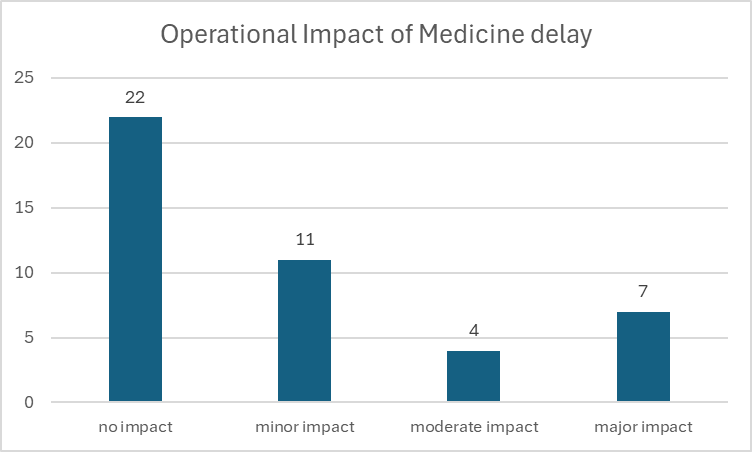 Operational Impact of Medicine delay
25
20
15
10
5
0
22
11
4
7
no impact
minor impact
moderate impact
major impact